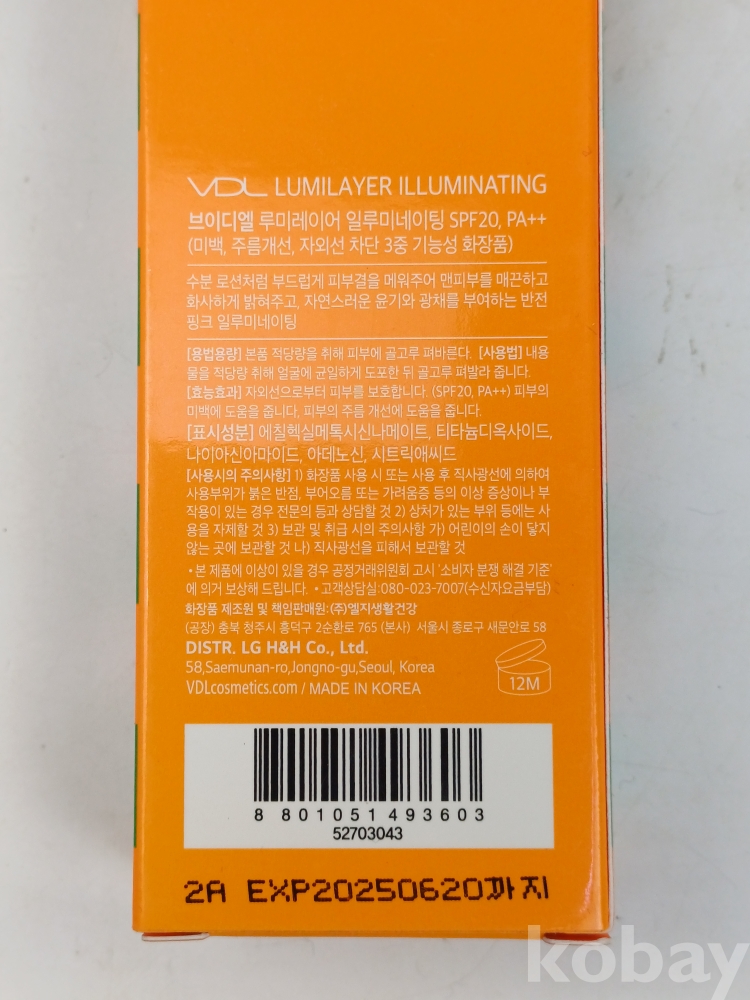 VDL LUMILAYER ILLUMINATING
브이디엘 루미레이어 일루미네이팅 SPF20, PA++
(미백, 주름개선, 자외선 차단 3중 기능성 화장품)
수분 로션처럼 부드럽게 피부결을 메워주어 맨피부를 매끈하고
화사하게 밝혀주고, 자연스러운 윤기와 광채를 부여하는 반전
핑크 일루미네이팅
[용법용량] 본품 적당량을 취해 피부에 골고루 펴바른다. [사용법] 내용
물을 적당량 취해 얼굴에 균일하게 도포한 뒤 골고루 펴발라 줍니다.
[효능효과] 자외선으로부터 피부를 보호합니다. (SPF20, PA++) 피부의
미백에 도움을 줍니다, 피부의 주름 개선에 도움을 줍니다.
[표시성분] 에칠헥실메톡시신나메이트, 티타늄디옥사이드,
나이아신아마이드, 아데노신, 시트릭애씨드
[사용시의 주의사항] 1) 화장품 사용 시 또는 사용 후 직사광선에 의하여
사용부위가 붉은 반점, 부어오름 또는 가려움증 등의 이상 증상이나 부
작용이 있는 경우 전문의 등과 상담할 것 2) 상처가 있는 부위 등에는 사
용을 자제할 것 3) 보관 및 취급 시의 주의사항 가) 어린이의 손이 닿지
않는 곳에 보관할 것 나) 직사광선을 피해서 보관할 것
• 본 제품에 이상이 있을 경우 공정거래위원회 고시 '소비자 분쟁 해결 기준'
에 의거 보상해 드립니다. •고객상담실:080-023-7007(수신자요금부담)
화장품 제조원 및 책임판매원:(주)엘지생활건강
(공장) 충북 청주시 흥덕구 2순환로 765 (본사) 서울시 종로구 새문안로 58
DISTR. LG H&H Co., Ltd.
58,Saemunan-ro,Jongno-gu,Seoul, Korea
VDLcosmetics.com / MADE IN KOREA
12M
8 801051 493603
52703043
2A EXP20250620까지
kobay